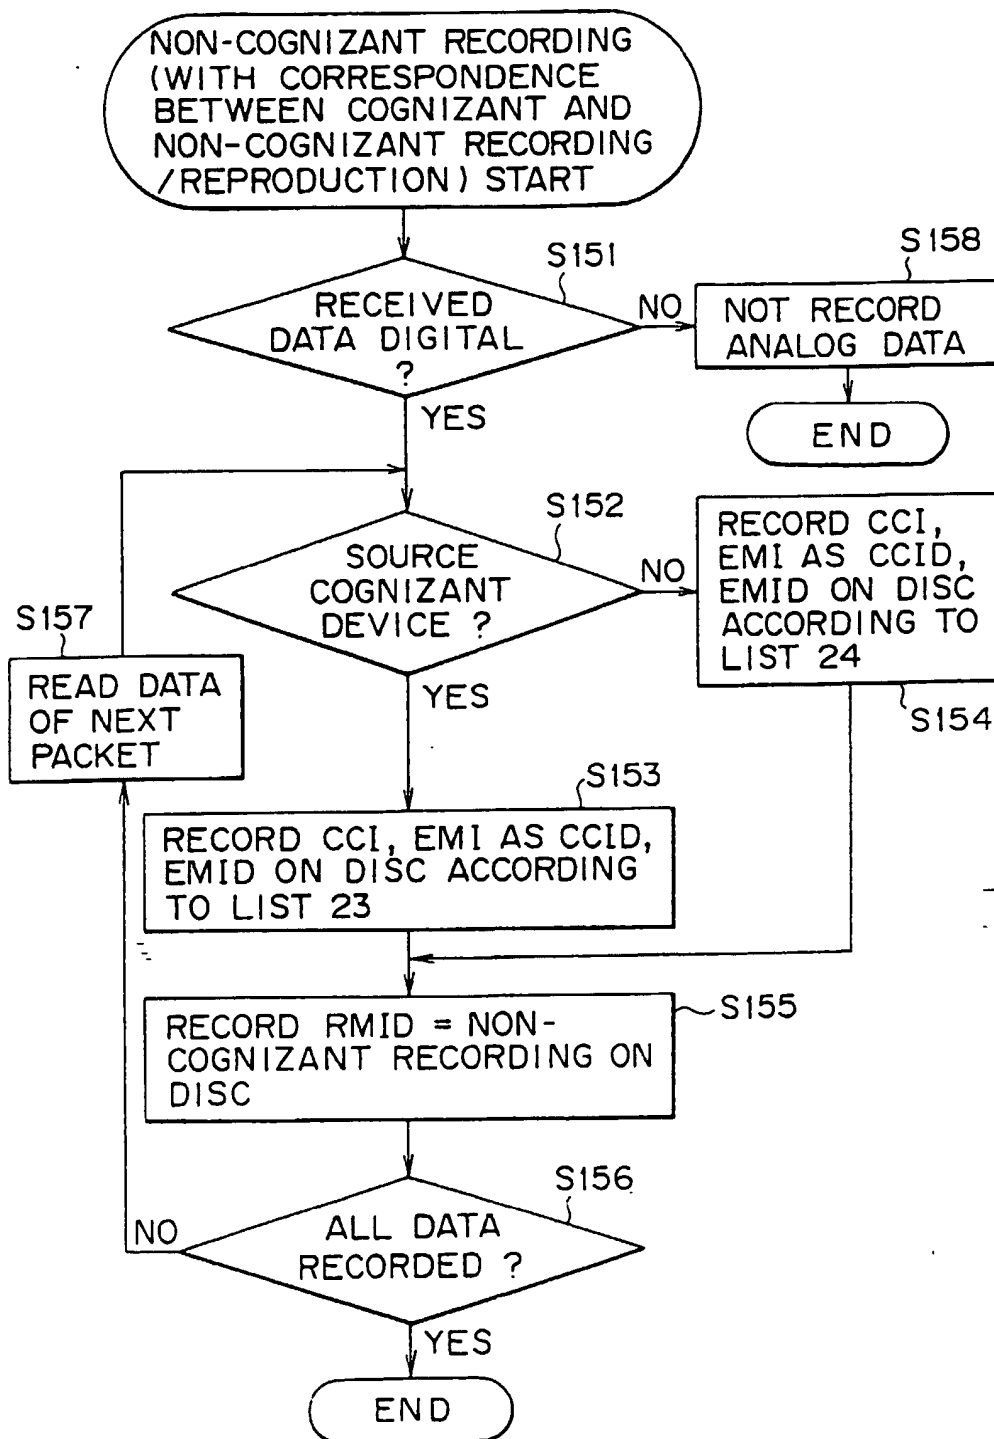 NON-COGNIZANT RECORDING
(WITH CORRESPONDENCE
BETWEEN COGNIZANT AND
NON-COGNIZANT RECORDING
/REPRODUCTION) START
S151
RECEIVED
DATA DIGITAL
?
NO
YES
S158
NOT RECORD
ANALOG DATA
END
S152
SOURCE
COGNIZANT
DEVICE ?
NO
YES
RECORD CCI,
EMI AS CCID,
EMID ON DISC
ACCORDING TO
LIST 24
S154
S157
READ DATA
OF NEXT
PACKET
S153
RECORD CCI, EMI AS CCID,
EMID ON DISC ACCORDING
TO LIST 23
RECORD RMID = NON-
COGNIZANT RECORDING ON
DISC
S155
S156
ALL DATA
RECORDED ?
NO
YES
END